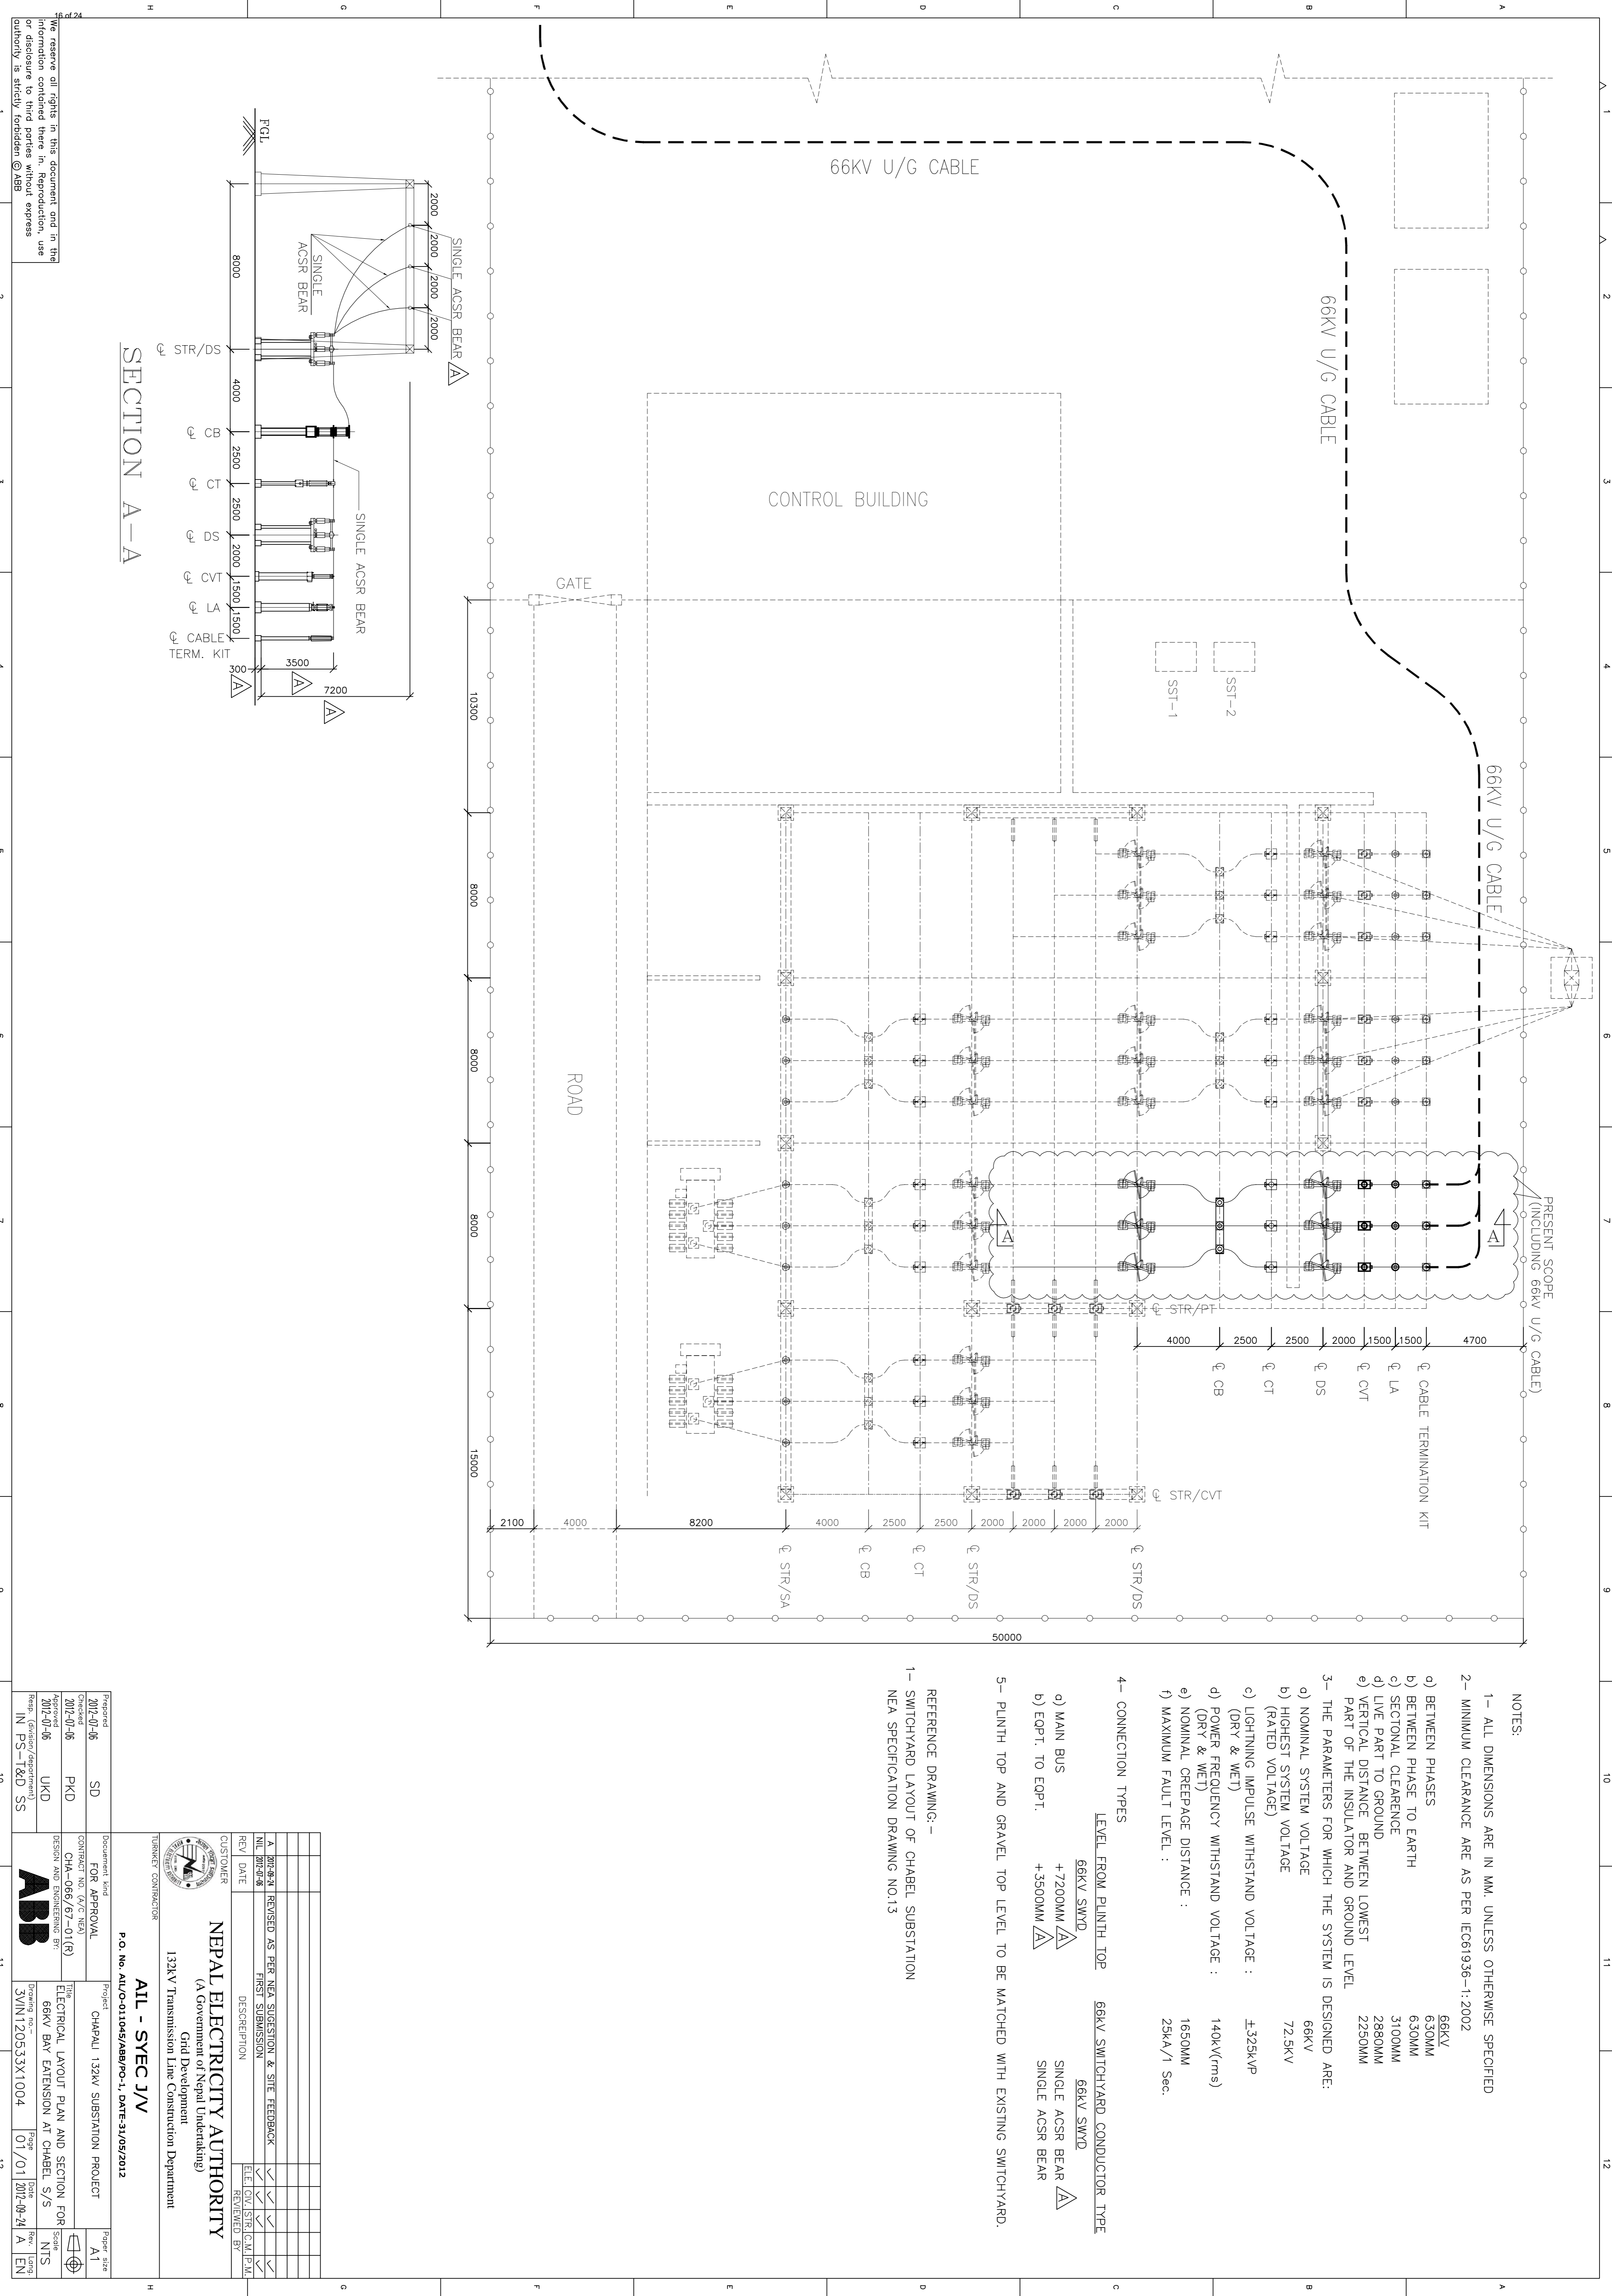 16 of 24
We reserve all rights in this document and in the
information contained there in. Reproduction, use
or disclosure to third parties without express
authority is strictly forbidden © ABB
H
G
F
E
D
C
B
A
1
2
3
4
5
6
7
8
9
10
11
12
66KV U/G CABLE
66KV U/G CABLE
66KV U/G CABLE
CONTROL BUILDING
GATE
SST-1
SST-2
ROAD
PRESENT SCOPE
(INCLUDING 66kV U/G CABLE)
A
A
10300
8000
8000
8000
15000
50000
4000
2500
2500
2000
1500
1500
4700
℄ STR/PT
℄ CB
℄ CT
℄ DS
℄ CVT
℄ LA
℄ CABLE TERMINATION KIT
℄ STR/CVT
2100
4000
8200
4000
2500
2500
2000
2000
2000
2000
℄ STR/SA
℄ CB
℄ CT
℄ STR/DS
℄ STR/DS
FGL
2000
2000
2000
2000
SINGLE ACSR BEAR
A
SINGLE
ACSR BEAR
SINGLE ACSR BEAR
8000
4000
2500
2500
2000
1500
1500
℄ STR/DS
℄ CB
℄ CT
℄ DS
℄ CVT
℄ LA
℄ CABLE
TERM. KIT
300
A
3500
A
7200
A
SECTION A-A
NOTES:
1- ALL DIMENSIONS ARE IN MM. UNLESS OTHERWISE SPECIFIED
2- MINIMUM CLEARANCE ARE AS PER IEC61936-1:2002
66KV
a) BETWEEN PHASES 630MM
b) BETWEEN PHASE TO EARTH 630MM
c) SECTONAL CLEARENCE 3100MM
d) LIVE PART TO GROUND 2880MM
e) VERTICAL DISTANCE BETWEEN LOWEST 2250MM
PART OF THE INSULATOR AND GROUND LEVEL
3- THE PARAMETERS FOR WHICH THE SYSTEM IS DESIGNED ARE:
a) NOMINAL SYSTEM VOLTAGE 66KV
b) HIGHEST SYSTEM VOLTAGE 72.5KV
(RATED VOLTAGE)
c) LIGHTNING IMPULSE WITHSTAND VOLTAGE : ±325kVP
(DRY & WET)
d) POWER FREQUENCY WITHSTAND VOLTAGE : 140kV(rms)
(DRY & WET)
e) NOMINAL CREEPAGE DISTANCE : 1650MM
f) MAXIMUM FAULT LEVEL : 25kA/1 Sec.
4- CONNECTION TYPES
LEVEL FROM PLINTH TOP 66KV SWITCHYARD CONDUCTOR TYPE
66KV SWYD 66kV SWYD
a) MAIN BUS +7200MM A SINGLE ACSR BEAR A
b) EQPT. TO EQPT. +3500MM A SINGLE ACSR BEAR
5- PLINTH TOP AND GRAVEL TOP LEVEL TO BE MATCHED WITH EXISTING SWITCHYARD.
REFERENCE DRAWING:-
1- SWITCHYARD LAYOUT OF CHABEL SUBSTATION
NEA SPECIFICATION DRAWING NO.13
A 2012-09-24 REVISED AS PER NEA SUGESTION & SITE FEEDBACK
NIL 2012-07-06 FIRST SUBMISSION
REV DATE DESCREIPTION ELE. CIV. STR. C.M. P.M.
REVIEWED BY
CUSTOMER
NEPAL ELECTRICITY AUTHORITY
(A Government of Nepal Undertaking)
Grid Development
132kV Transmission Line Construction Department
TURNKEY CONTRACTOR
AIL - SYEC J/V
P.O. No. AIL/O-011045/ABB/PO-1, DATE-31/05/2012
Prepared
2012-07-06 SD
Checked
2012-07-06 PKD
Approved
2012-07-06 UKD
Resp. (division/department)
IN PS-T&D SS
Docuement kind
FOR APPROVAL
CONTRACT NO. (A/C NEA)
CHA-066/67-01(R)
DESIGN AND ENGINEERING BY:
ABB
Project
CHAPALI 132kV SUBSTATION PROJECT
Title
ELECTRICAL LAYOUT PLAN AND SECTION FOR
66KV BAY EATENSION AT CHABEL S/S
Drawing no.-
3VIN120533X1004
Page
01/01
Date
2012-09-24
Paper size
A1
Scale
NTS
Rev.
A
Lang.
EN